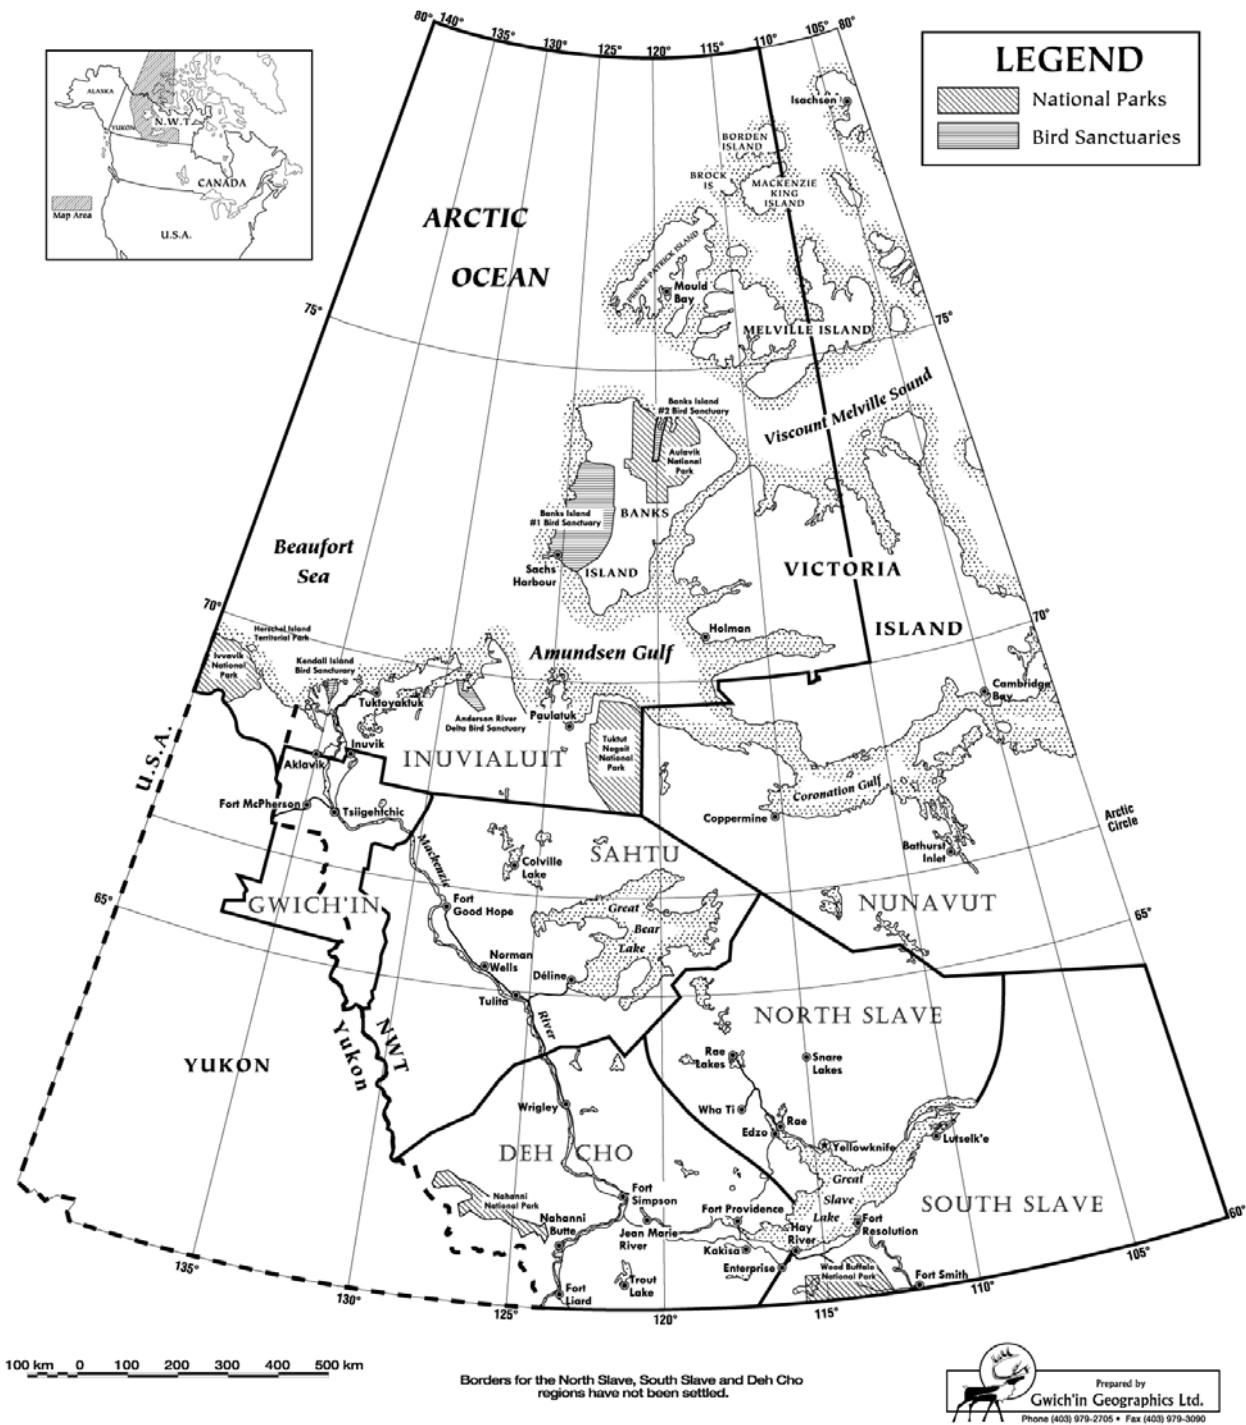 80° 140° 135° 130° 125° 120° 115° 110° 105° 80°
LEGEND
National Parks
Bird Sanctuaries
ALASKA
YUKON
N.W.T.
CANADA
Map Area
U.S.A.
Isachsen
BORDEN
ISLAND
BROCK
IS
MACKENZIE
KING
ISLAND
ARCTIC
OCEAN
PRINCE PATRICK ISLAND
Mould
Bay
MELVILLE ISLAND
75°
75°
Viscount Melville Sound
Banks Island
#2 Bird Sanctuary
Aulavik
National
Park
Banks Island
#1 Bird Sanctuary
BANKS
ISLAND
Sachs
Harbour
Beaufort
Sea
VICTORIA
ISLAND
70°
70°
Holman
Amundsen Gulf
Herschel Island
Territorial Park
Ivvavik
National
Park
Kendall Island
Bird Sancturary
Tuktoyaktuk
Anderson River
Delta Bird Sanctuary
Paulatuk
Cambridge
Bay
Tuktut
Nogait
National
Park
INUVIALUIT
Inuvik
Aklavik
U.S.A.
Coronation Gulf
Coppermine
Fort McPherson
Tsiigehtchic
Arctic
Circle
Bathurst
Inlet
Mackenzie
SAHTU
Colville
Lake
65°
65°
GWICH'IN
Fort
Good Hope
Great
Bear
Lake
NUNAVUT
Norman
Wells
Déline
Tulita
River
NORTH SLAVE
YUKON
Yukon
NWT
Rae
Lakes
Snare
Lakes
Wrigley
Wha Ti
Rae
Edzo
Yellowknife
Lutselk'e
DEH CHO
Great
Slave
Lake
SOUTH SLAVE
Nahanni
National Park
Fort
Simpson
Nahanni
Butte
Jean Marie
River
Fort Providence
Hay
River
Fort
Resolution
Kakisa
Enterprise
Wood Buffalo
National Park
Fort Smith
Trout
Lake
Fort
Liard
60°
135° 130° 125° 120° 115° 110° 105°
100 km 0 100 200 300 400 500 km
Borders for the North Slave, South Slave and Deh Cho
regions have not been settled.
Prepared by
Gwich'in Geographics Ltd.
Phone (403) 979-2705 • Fax (403) 979-3090